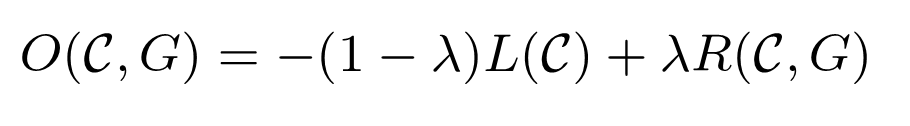 O(𝒞, G) = −(1 − λ)L(𝒞) + λR(𝒞, G)